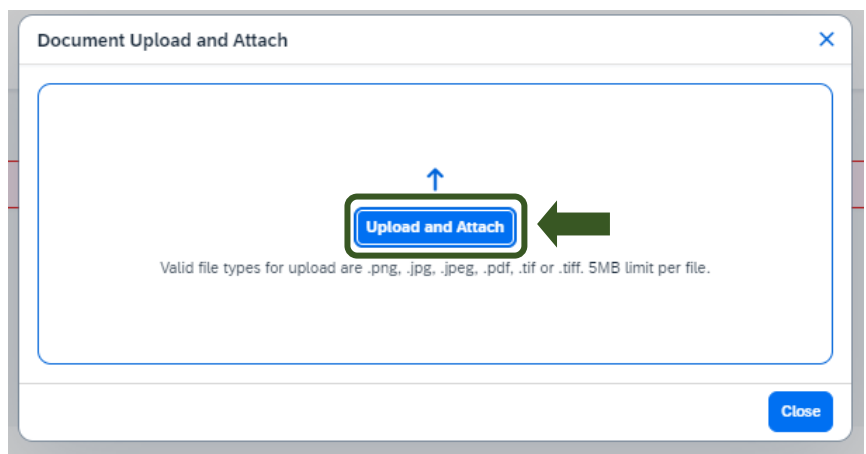 Document Upload and Attach
Upload and Attach
Valid file types for upload are .png, .jpg, .jpeg, .pdf, .tif or .tiff. 5MB limit per file.
Close